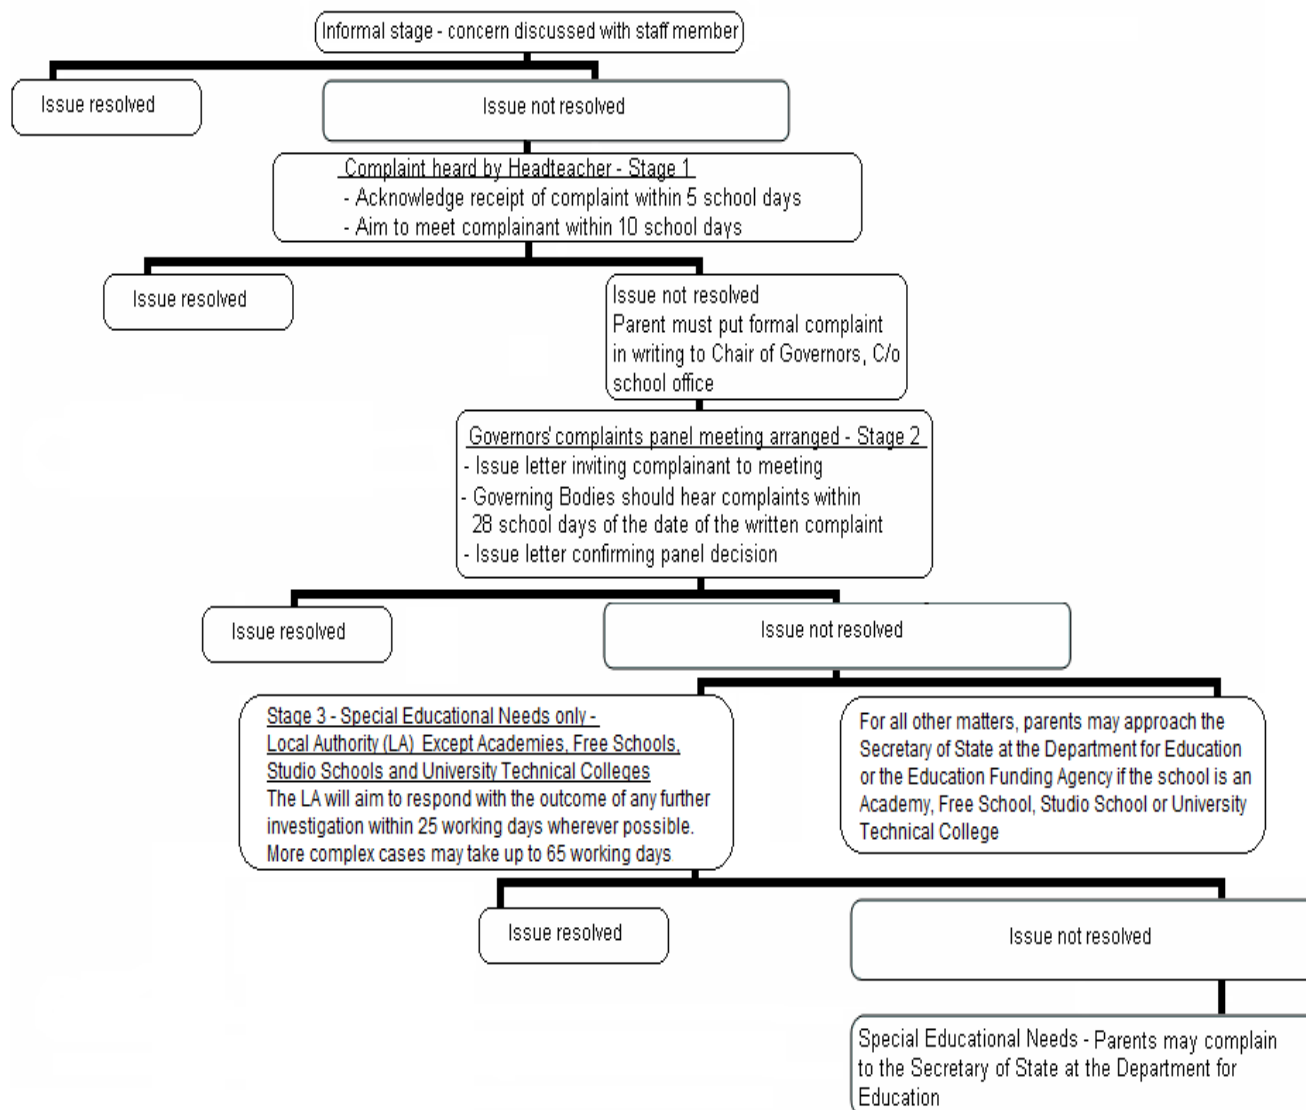 Informal stage - concern discussed with staff member
Issue resolved
Issue not resolved
Complaint heard by Headteacher - Stage 1
- Acknowledge receipt of complaint within 5 school days
- Aim to meet complainant within 10 school days
Issue resolved
Issue not resolved
Parent must put formal complaint
in writing to Chair of Governors, C/o
school office
Governors' complaints panel meeting arranged - Stage 2
- Issue letter inviting complainant to meeting
- Governing Bodies should hear complaints within
28 school days of the date of the written complaint
- Issue letter confirming panel decision
Issue resolved
Issue not resolved
Stage 3 - Special Educational Needs only -
Local Authority (LA) Except Academies, Free Schools,
Studio Schools and University Technical Colleges
The LA will aim to respond with the outcome of any further
investigation within 25 working days wherever possible.
More complex cases may take up to 65 working days
For all other matters, parents may approach the
Secretary of State at the Department for Education
or the Education Funding Agency if the school is an
Academy, Free School, Studio School or University
Technical College
Issue resolved
Issue not resolved
Special Educational Needs - Parents may complain
to the Secretary of State at the Department for
Education